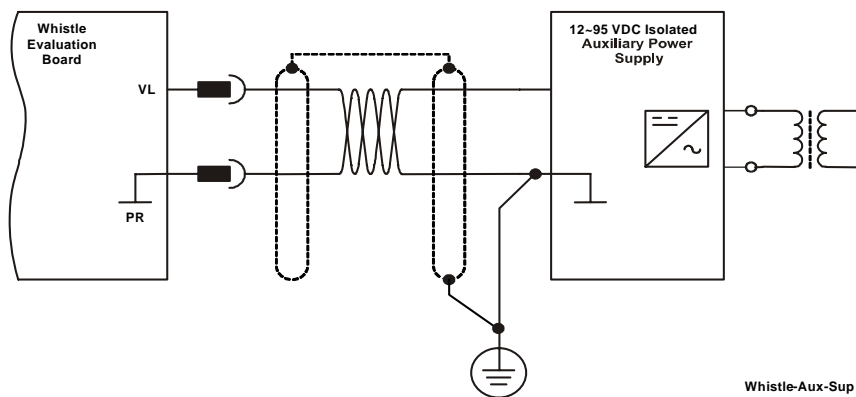 Whistle
Evaluation
Board
12~95 VDC Isolated
Auxiliary Power
Supply
VL
PR
Whistle-Aux-Sup